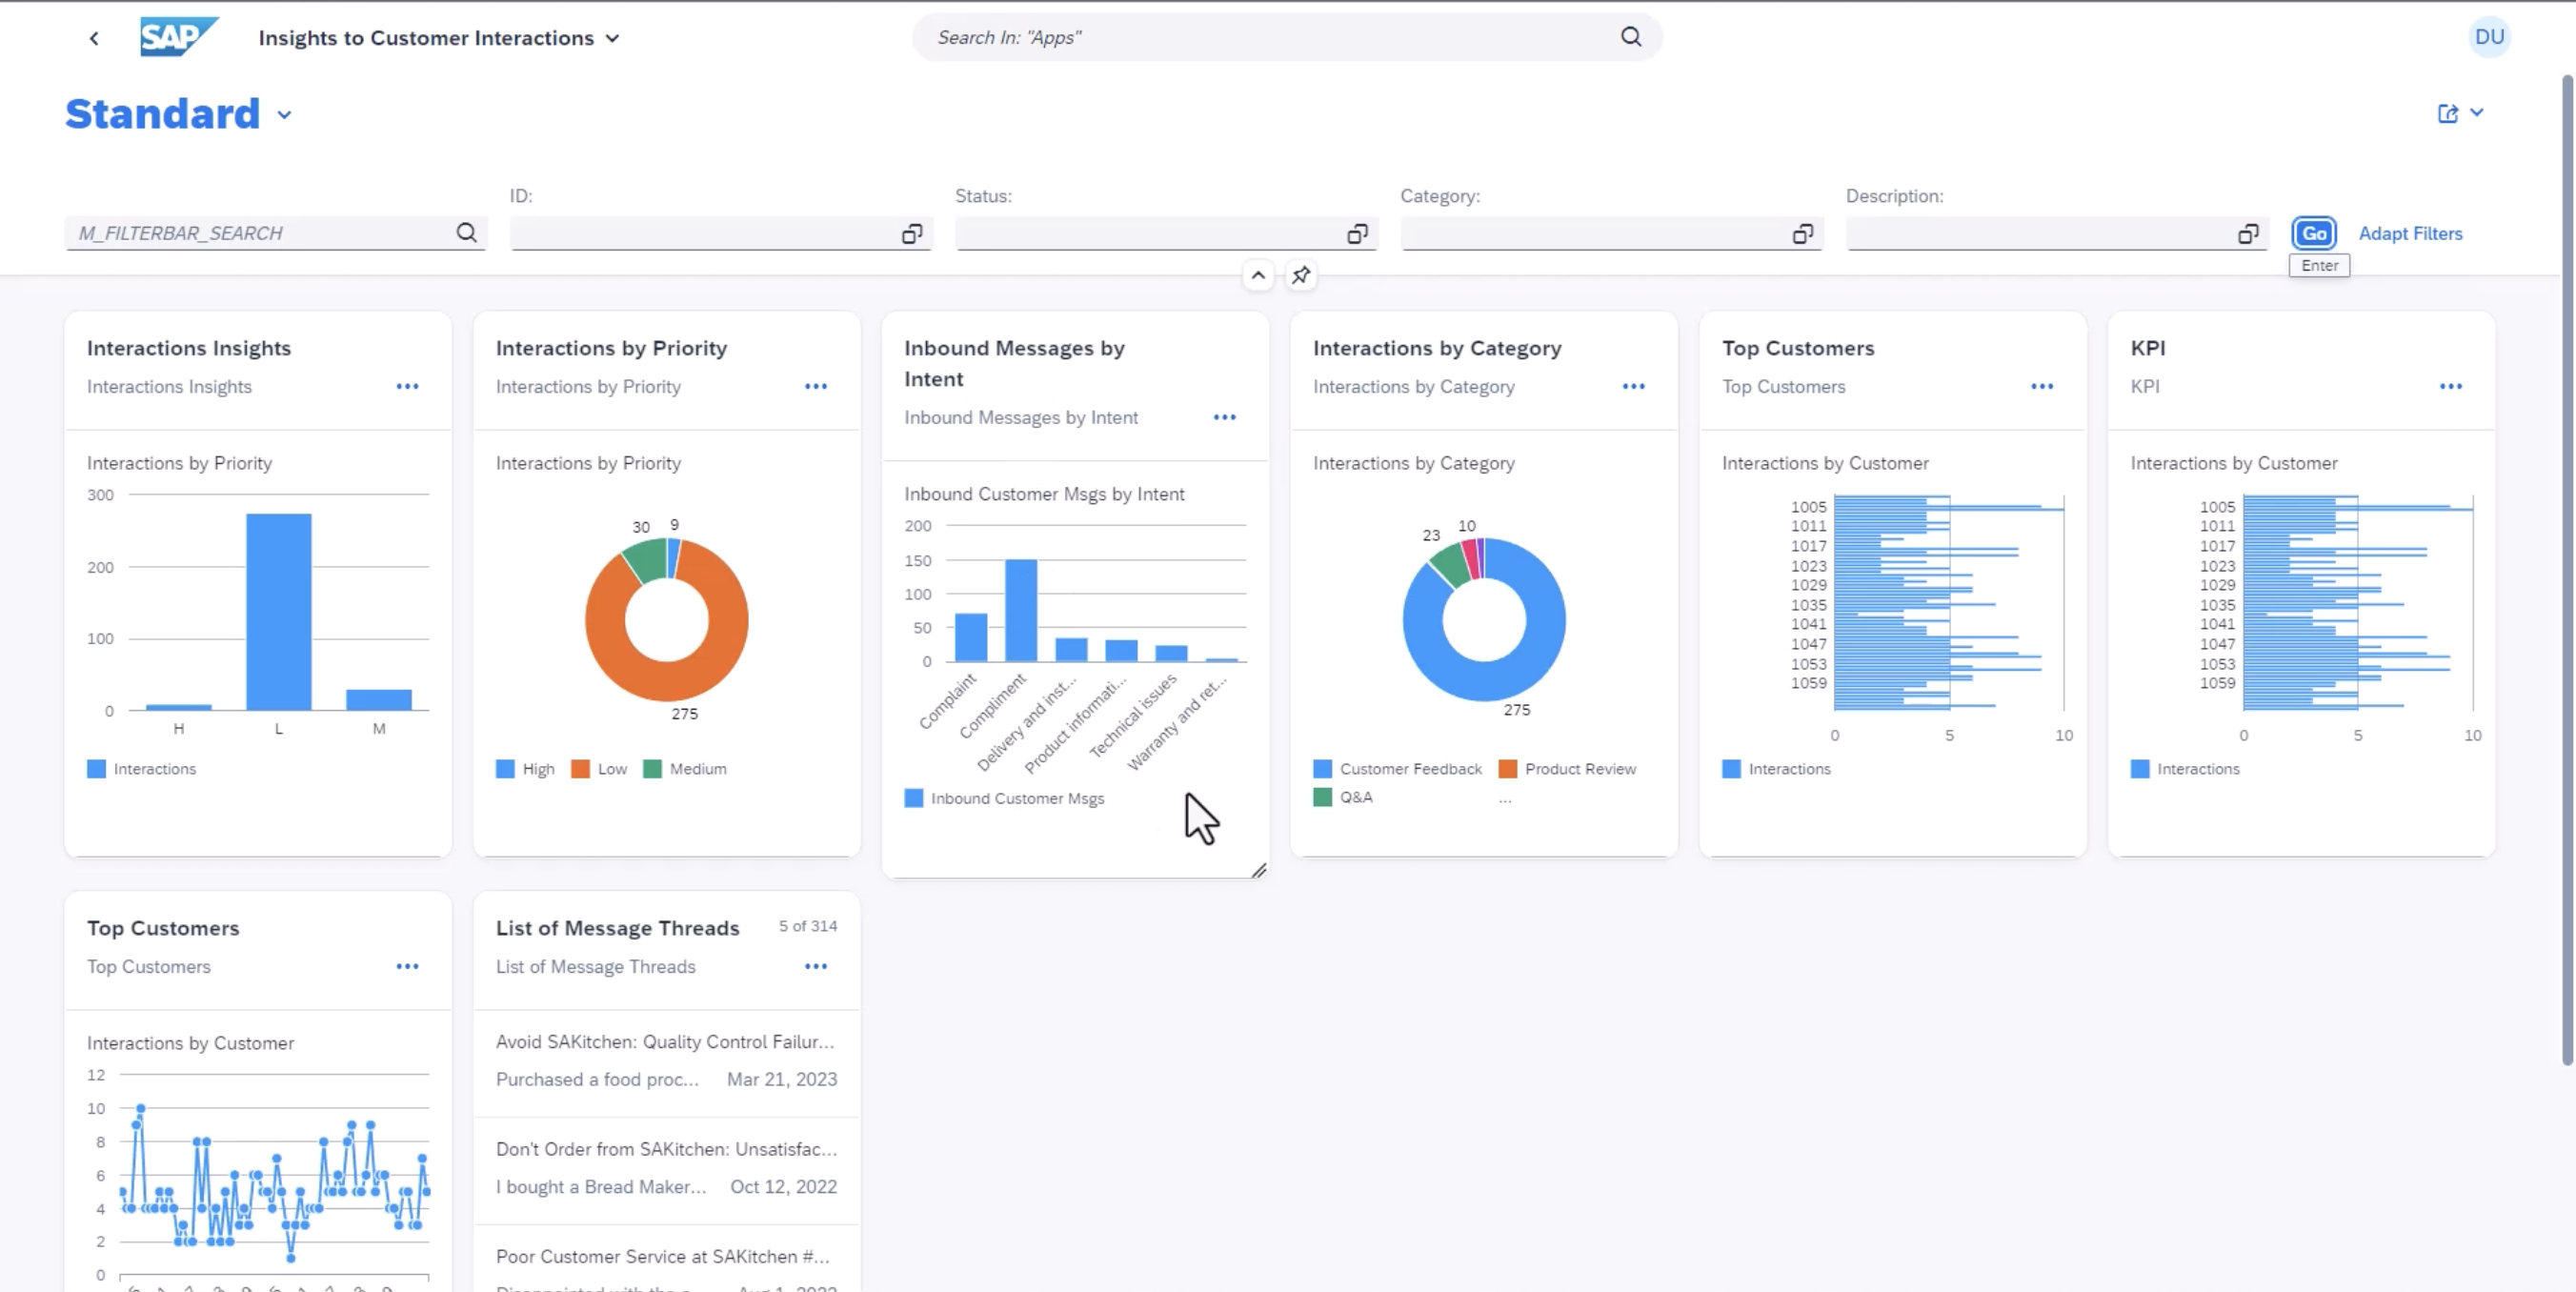 SAP
Insights to Customer Interactions
Search In: "Apps"
DU
Standard
M_FILTERBAR_SEARCH
ID:
Status:
Category:
Description:
Go
Adapt Filters
Enter
Interactions Insights
Interactions Insights
Interactions by Priority
300
200
100
0
H L M
Interactions
Interactions by Priority
Interactions by Priority
Interactions by Priority
30 9
275
High Low Medium
Inbound Messages by
Intent
Inbound Messages by Intent
Inbound Customer Msgs by Intent
200
150
100
50
0
Complaint
Compliment
Delivery and inst...
Product informati...
Technical issues
Warranty and ret...
Inbound Customer Msgs
Interactions by Category
Interactions by Category
Interactions by Category
23 10
275
Customer Feedback Product Review
Q&A ...
Top Customers
Top Customers
Interactions by Customer
1005
1011
1017
1023
1029
1035
1041
1047
1053
1059
0 5 10
Interactions
KPI
KPI
Interactions by Customer
1005
1011
1017
1023
1029
1035
1041
1047
1053
1059
0 5 10
Interactions
Top Customers
Top Customers
Interactions by Customer
12
10
8
6
4
2
0
List of Message Threads 5 of 314
List of Message Threads
Avoid SAKitchen: Quality Control Failur...
Purchased a food proc... Mar 21, 2023
Don't Order from SAKitchen: Unsatisfac...
I bought a Bread Maker... Oct 12, 2022
Poor Customer Service at SAKitchen #...